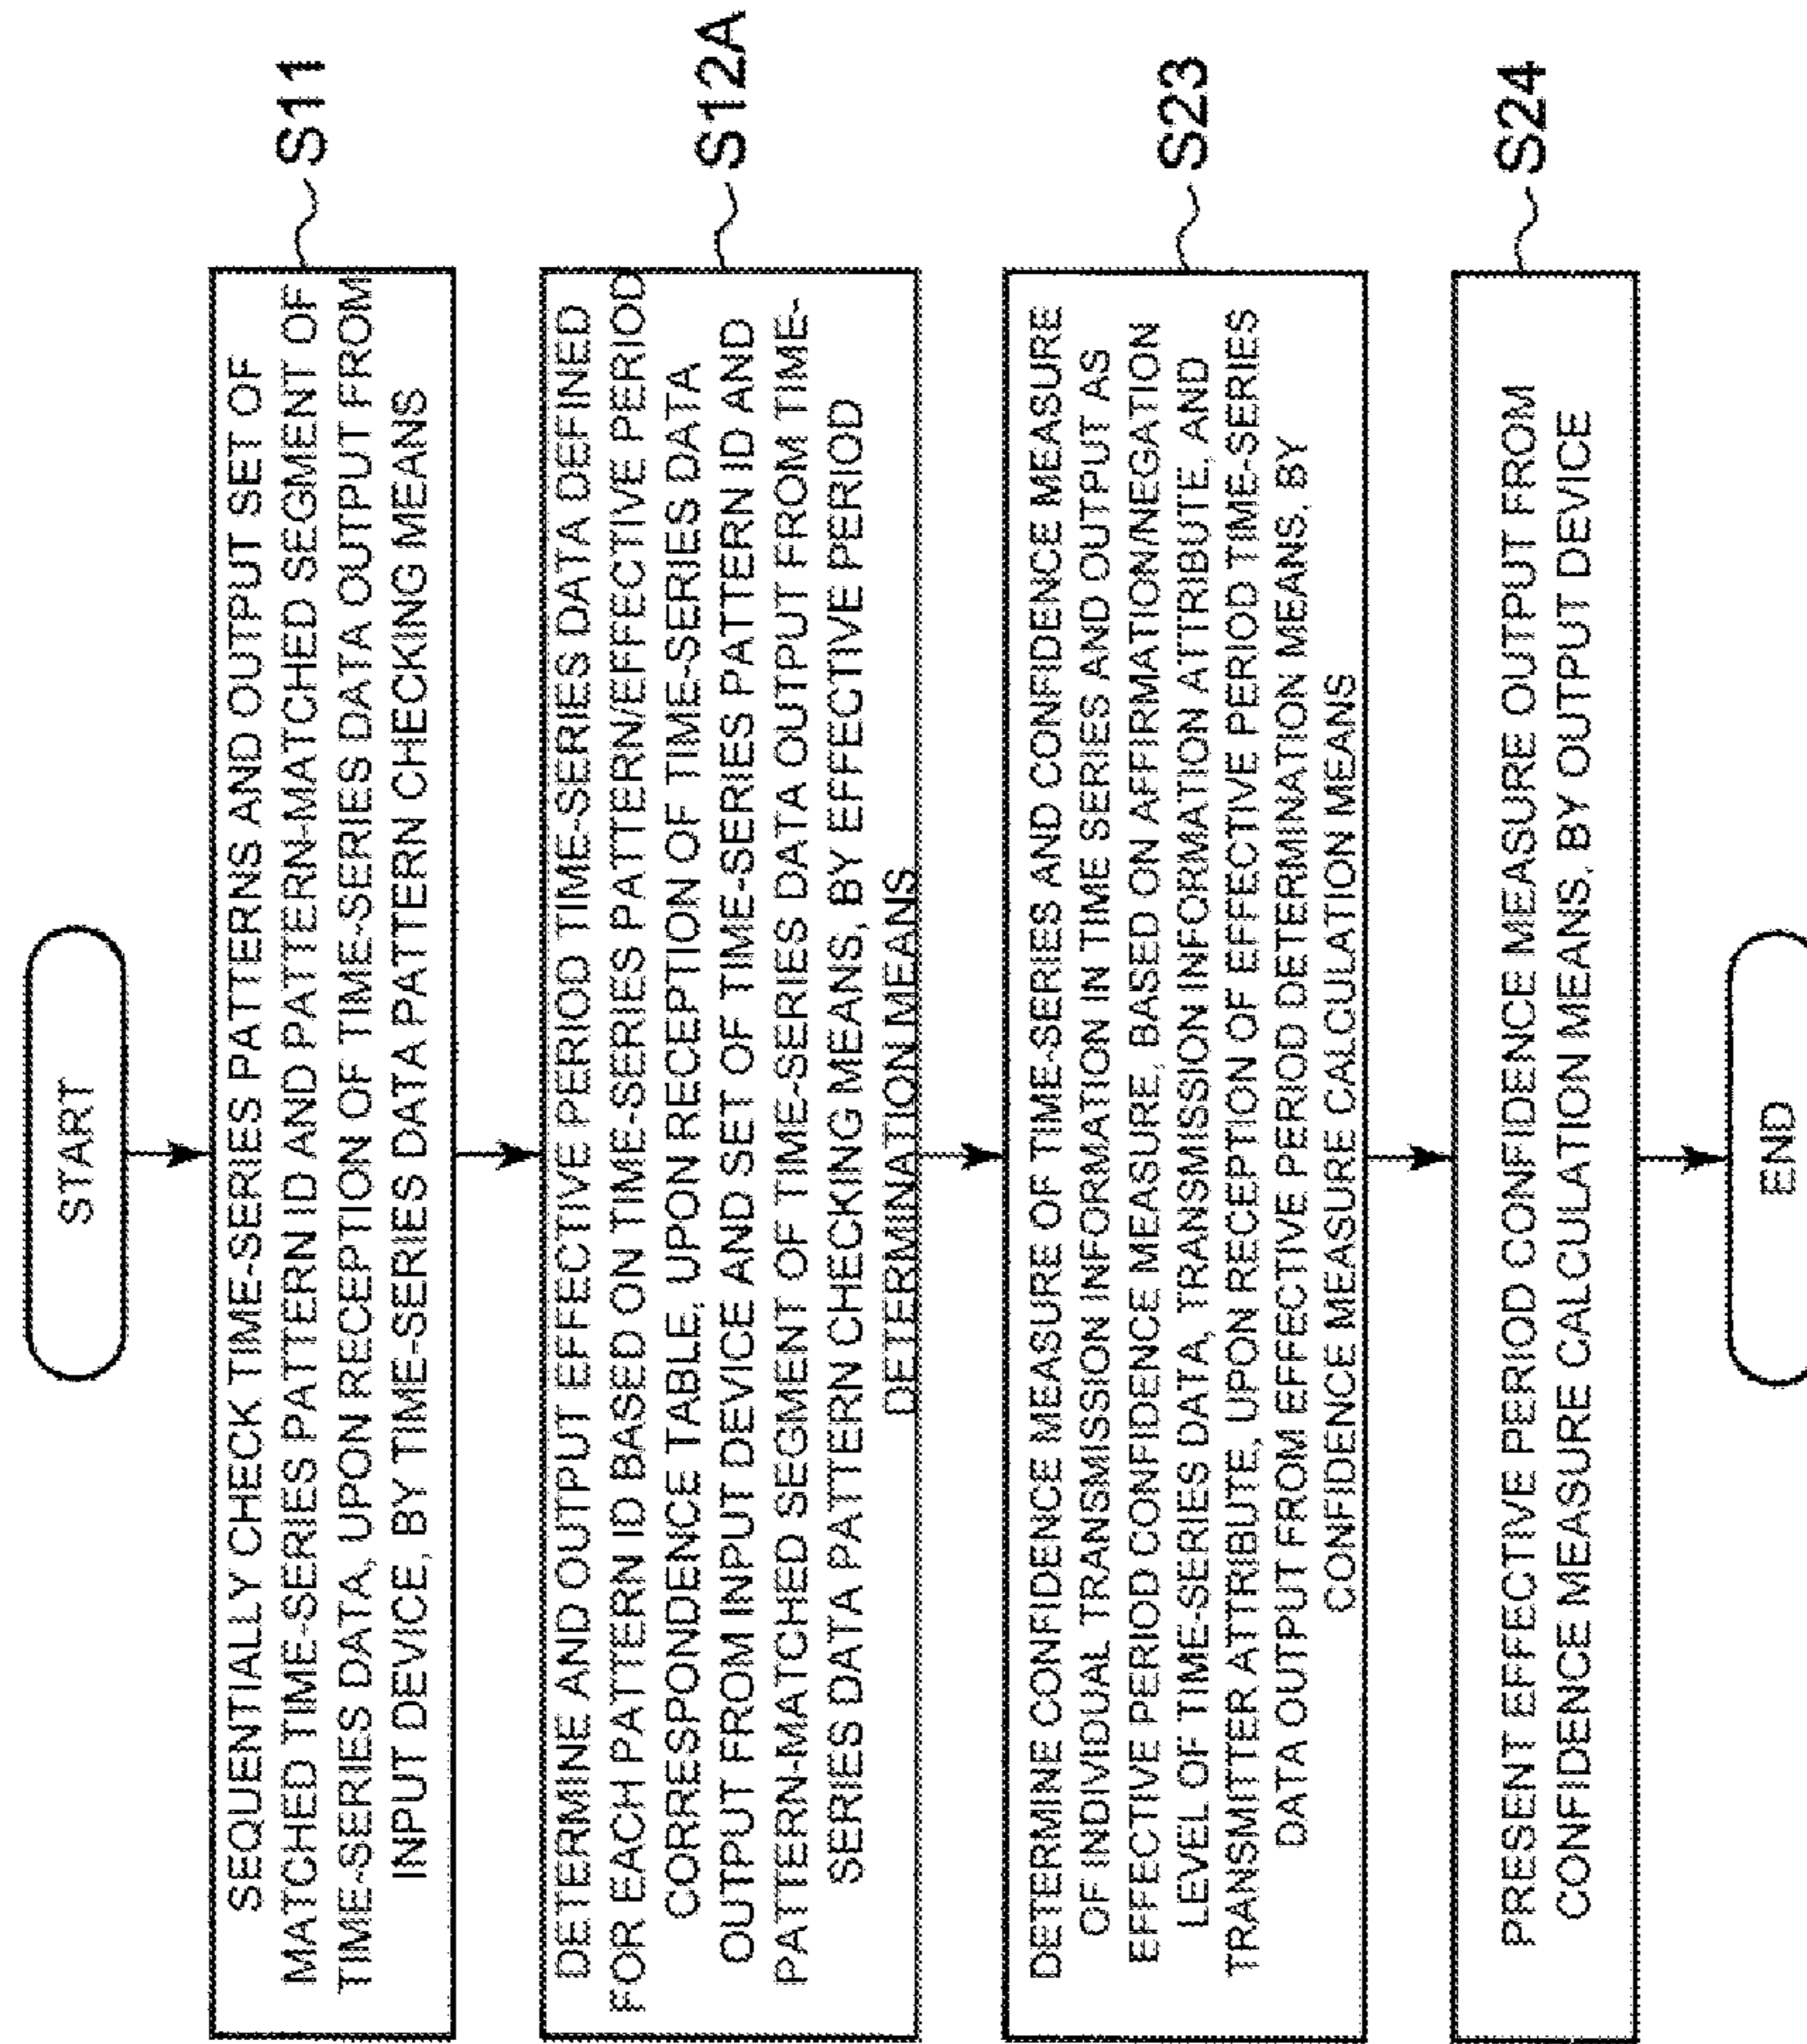 START
SEQUENTIALLY CHECK TIME-SERIES PATTERNS AND OUTPUT SET OF
MATCHED TIME-SERIES PATTERN ID AND PATTERN-MATCHED SEGMENT OF
TIME-SERIES DATA, UPON RECEPTION OF TIME-SERIES DATA OUTPUT FROM
INPUT DEVICE, BY TIME-SERIES DATA PATTERN CHECKING MEANS
S11
DETERMINE AND OUTPUT EFFECTIVE PERIOD TIME-SERIES DATA DEFINED
FOR EACH PATTERN ID BASED ON TIME-SERIES PATTERN/EFFECTIVE PERIOD
CORRESPONDENCE TABLE, UPON RECEPTION OF TIME-SERIES DATA
OUTPUT FROM INPUT DEVICE AND SET OF TIME-SERIES PATTERN ID AND
PATTERN-MATCHED SEGMENT OF TIME-SERIES DATA OUTPUT FROM TIME-
SERIES DATA PATTERN CHECKING MEANS, BY EFFECTIVE PERIOD
DETERMINATION MEANS
S12A
DETERMINE CONFIDENCE MEASURE OF TIME-SERIES AND CONFIDENCE MEASURE
OF INDIVIDUAL TRANSMISSION INFORMATION IN TIME SERIES AND OUTPUT AS
EFFECTIVE PERIOD CONFIDENCE MEASURE, BASED ON AFFIRMATION/NEGATION
LEVEL OF TIME-SERIES DATA, TRANSMISSION INFORMATION ATTRIBUTE, AND
TRANSMITTER ATTRIBUTE, UPON RECEPTION OF EFFECTIVE PERIOD TIME-SERIES
DATA OUTPUT FROM EFFECTIVE PERIOD DETERMINATION MEANS, BY
CONFIDENCE MEASURE CALCULATION MEANS
S23
PRESENT EFFECTIVE PERIOD CONFIDENCE MEASURE OUTPUT FROM
CONFIDENCE MEASURE CALCULATION MEANS, BY OUTPUT DEVICE
S24
END